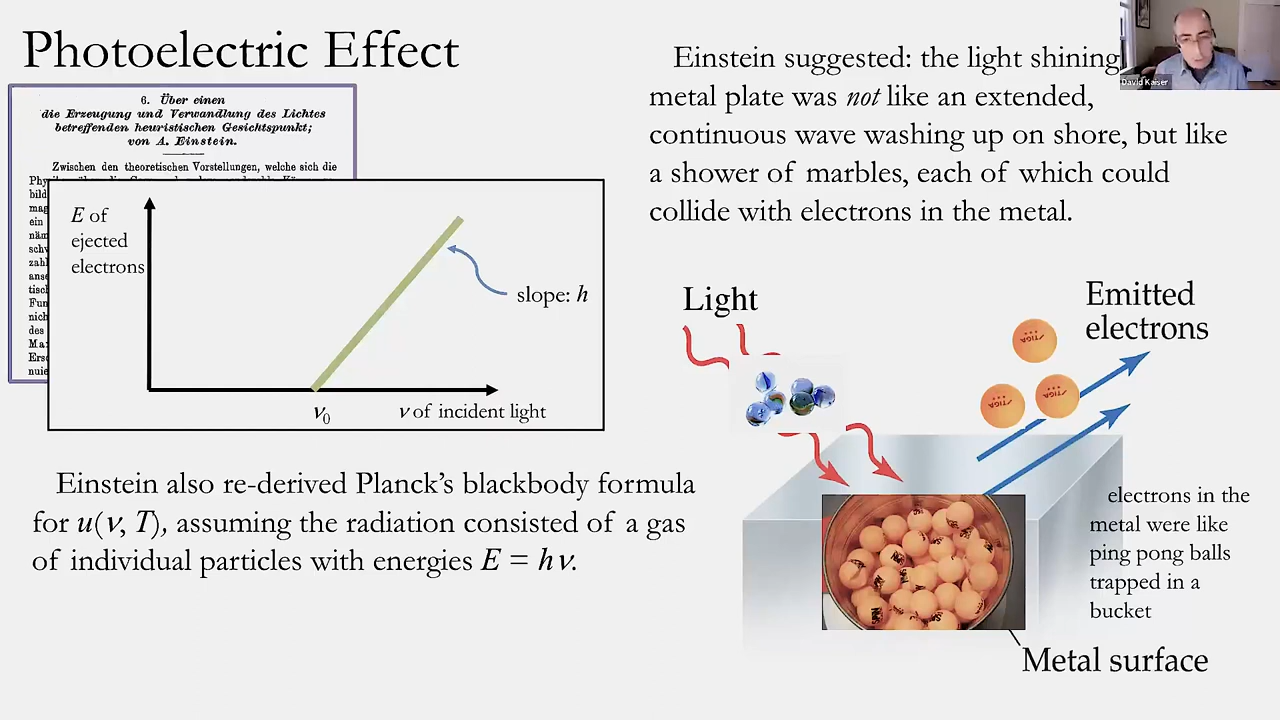 Photoelectric Effect
6. Über einen
die Erzeugung und Verwandlung des Lichtes
betreffenden heuristischen Gesichtspunkt;
von A. Einstein.
Zwischen den theoretischen Vorstellungen, welche sich die
E of
ejected
electrons
slope: h
ν0
ν of incident light
Einstein also re-derived Planck's blackbody formula
for u(ν, T), assuming the radiation consisted of a gas
of individual particles with energies E = hν.
Einstein suggested: the light shining
metal plate was not like an extended,
continuous wave washing up on shore, but like
a shower of marbles, each of which could
collide with electrons in the metal.
David Kaiser
Light
Emitted
electrons
STIGA
STIGA
STIGA
electrons in the
metal were like
ping pong balls
trapped in a
bucket
Metal surface